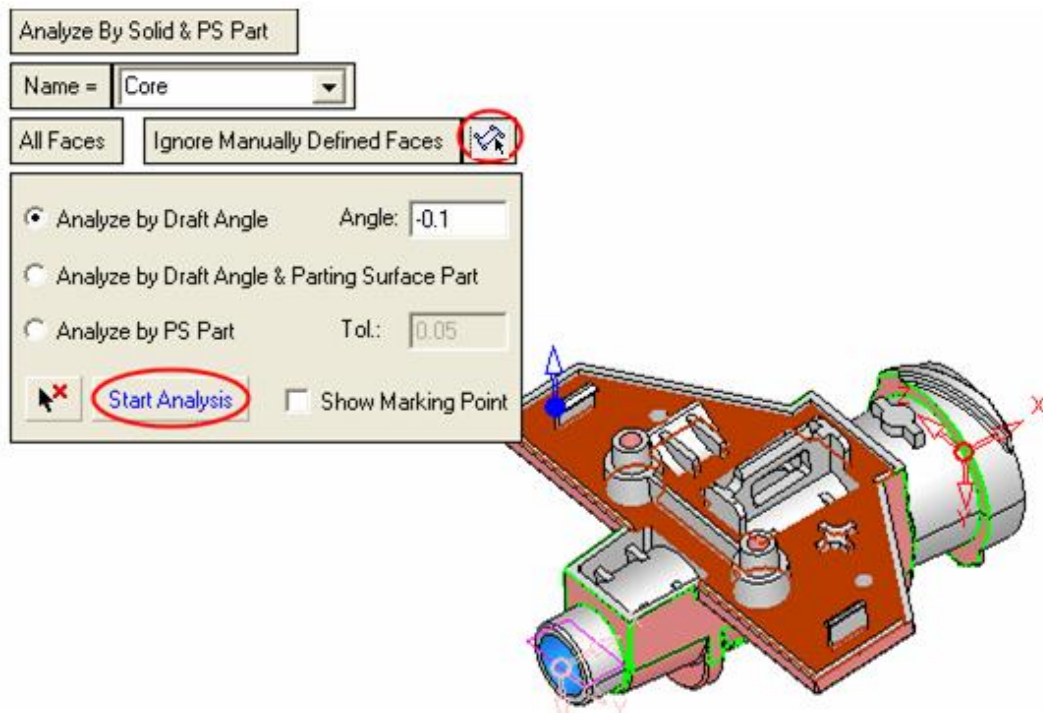 Analyze By Solid & PS Part
Name = Core
All Faces Ignore Manually Defined Faces
Analyze by Draft Angle Angle: -0.1
Analyze by Draft Angle & Parting Surface Part
Analyze by PS Part Tol.: 0.05
Start Analysis Show Marking Point
X
Y
Y